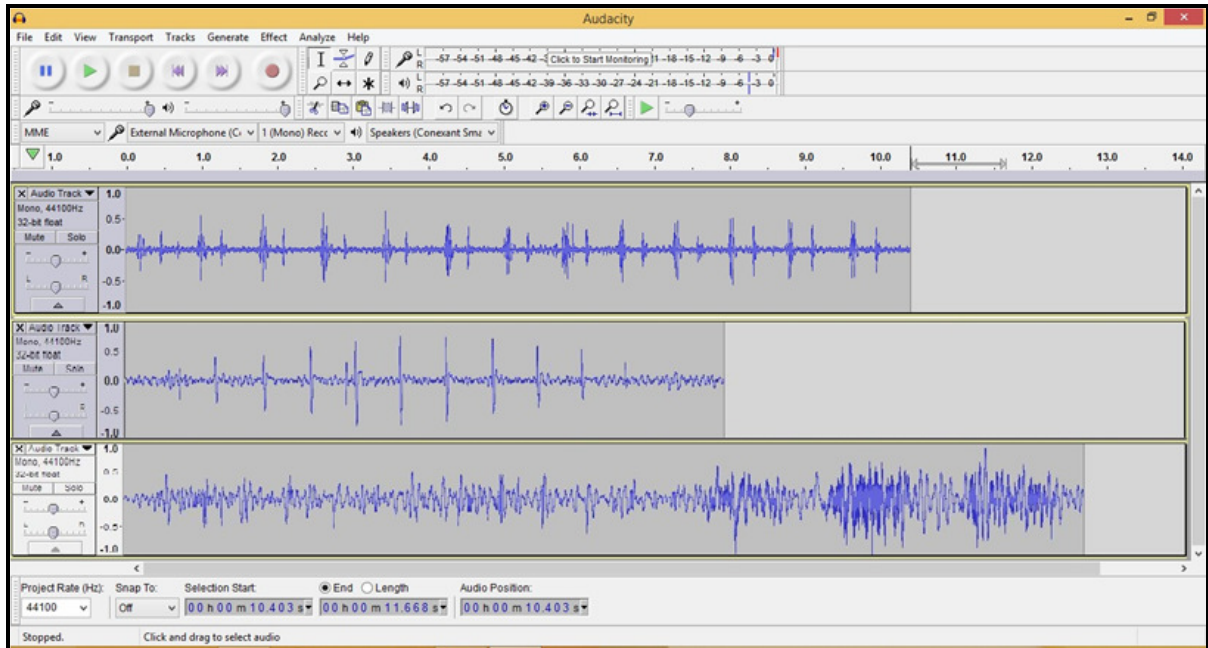 Audacity
File Edit View Transport Tracks Generate Effect Analyze Help
L R -57 -54 -51 -48 -45 -42 -3 Click to Start Monitoring 1 -18 -15 -12 -9 -6 -3 0
L R -57 -54 -51 -48 -45 -42 -39 -36 -33 -30 -27 -24 -21 -18 -15 -12 -9 -6 -3 0
MME External Microphone (Co 1 (Mono) Recc Speakers (Conexant Sma
1.0 0.0 1.0 2.0 3.0 4.0 5.0 6.0 7.0 8.0 9.0 10.0 11.0 12.0 13.0 14.0
X Audio Track 1.0
Mono, 44100Hz
32-bit float 0.5
Mute Solo 0.0
- +
L R -0.5
-1.0
X Audio Track 1.0
Mono, 44100Hz
32-bit float 0.5
Mute Solo 0.0
- +
L R -0.5
-1.0
X Audio Track 1.0
Mono, 44100Hz
32-bit float 0.5
Mute Solo 0.0
- +
L R -0.5
-1.0
Project Rate (Hz): Snap To: Selection Start: End Length Audio Position:
44100 Off 00 h 00 m 10.403 s 00 h 00 m 11.668 s 00 h 00 m 10.403 s
Stopped. Click and drag to select audio